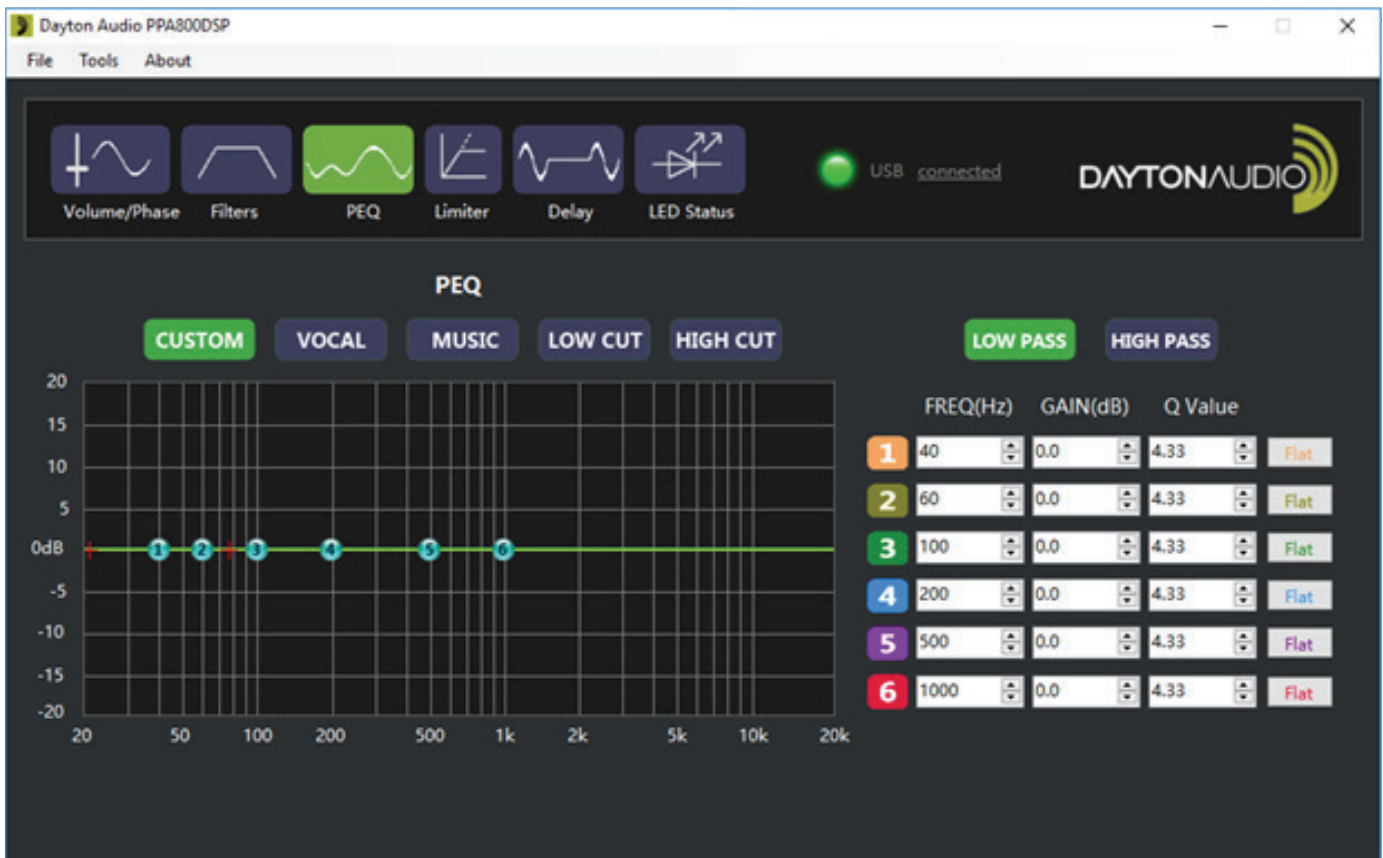 Dayton Audio PPA800DSP
File Tools About
Volume/Phase Filters PEQ Limiter Delay LED Status
USB connected
DAYTONAUDIO
PEQ
CUSTOM VOCAL MUSIC LOW CUT HIGH CUT
LOW PASS HIGH PASS
FREQ(Hz) GAIN(dB) Q Value
1 40 0.0 4.33 Flat
2 60 0.0 4.33 Flat
3 100 0.0 4.33 Flat
4 200 0.0 4.33 Flat
5 500 0.0 4.33 Flat
6 1000 0.0 4.33 Flat
20
15
10
5
0dB 1 2 3 4 5 6
-5
-10
-15
-20
20 50 100 200 500 1k 2k 5k 10k 20k